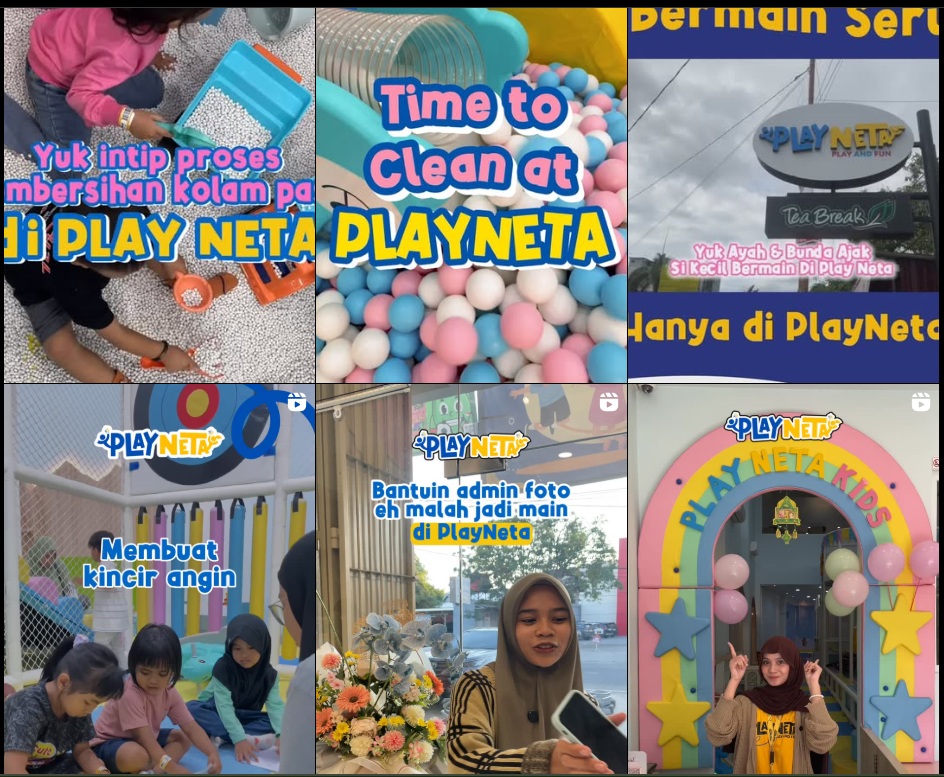 Yuk intip proses
mbersihan kolam pa
di PLAY NETA
Time to
Clean at
PLAYNETA
Bermain Seru
PLAYNETA
PLAY AND FUN
Tea Break
Yuk Ayah & Bunda Ajak
Si Kecil Bermain Di Play Neta
Hanya di PlayNeta
PLAYNETA
Membuat
kincir angin
PLAYNETA
Bantuin admin foto
eh malah jadi main
di PlayNeta
PLAYNETA
PLAY NETA KIDS
PLAYNETA